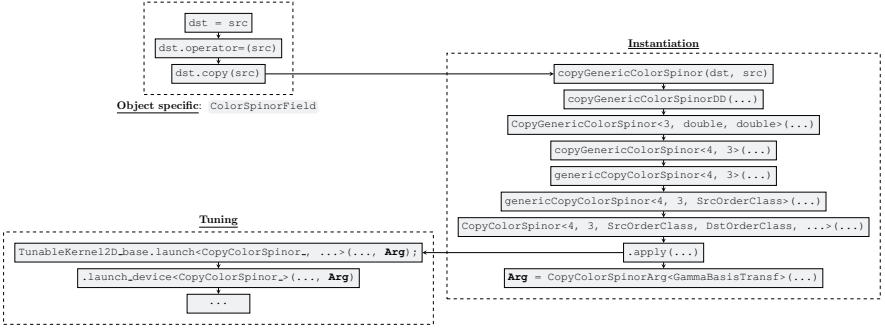 dst = src
dst.operator=(src)
dst.copy(src)
Object specific: ColorSpinorField
Instantiation
copyGenericColorSpinor(dst, src)
copyGenericColorSpinorDD(...)
CopyGenericColorSpinor<3, double, double>(...)
copyGenericColorSpinor<4, 3>(...)
genericCopyColorSpinor<4, 3>(...)
genericCopyColorSpinor<4, 3, SrcOrderClass>(...)
CopyColorSpinor<4, 3, SrcOrderClass, DstOrderClass, ...>(...)
.apply(...)
Arg = CopyColorSpinorArg<GammaBasisTransf>(...)
Tuning
TunableKernel2D_base.launch<CopyColorSpinor_, ...>(..., Arg);
.launch_device<CopyColorSpinor_>(..., Arg)
...